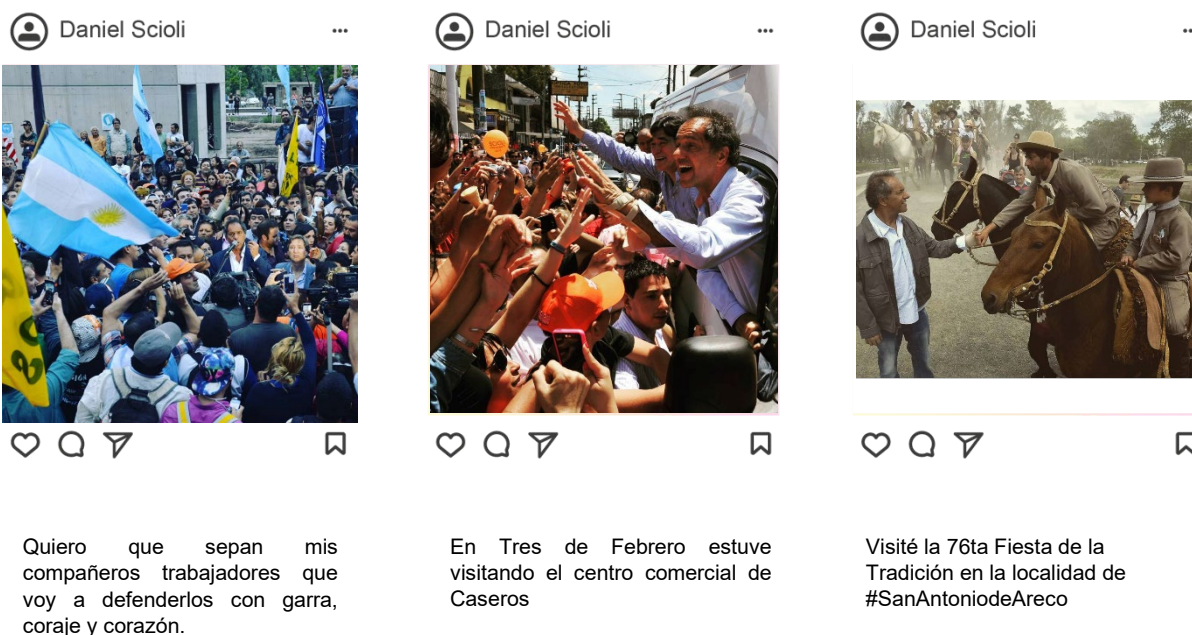 Daniel Scioli
Quiero que sepan mis
compañeros trabajadores que
voy a defenderlos con garra,
coraje y corazón.
Daniel Scioli
En Tres de Febrero estuve
visitando el centro comercial de
Caseros
Daniel Scioli
Visité la 76ta Fiesta de la
Tradición en la localidad de
#SanAntoniodeAreco